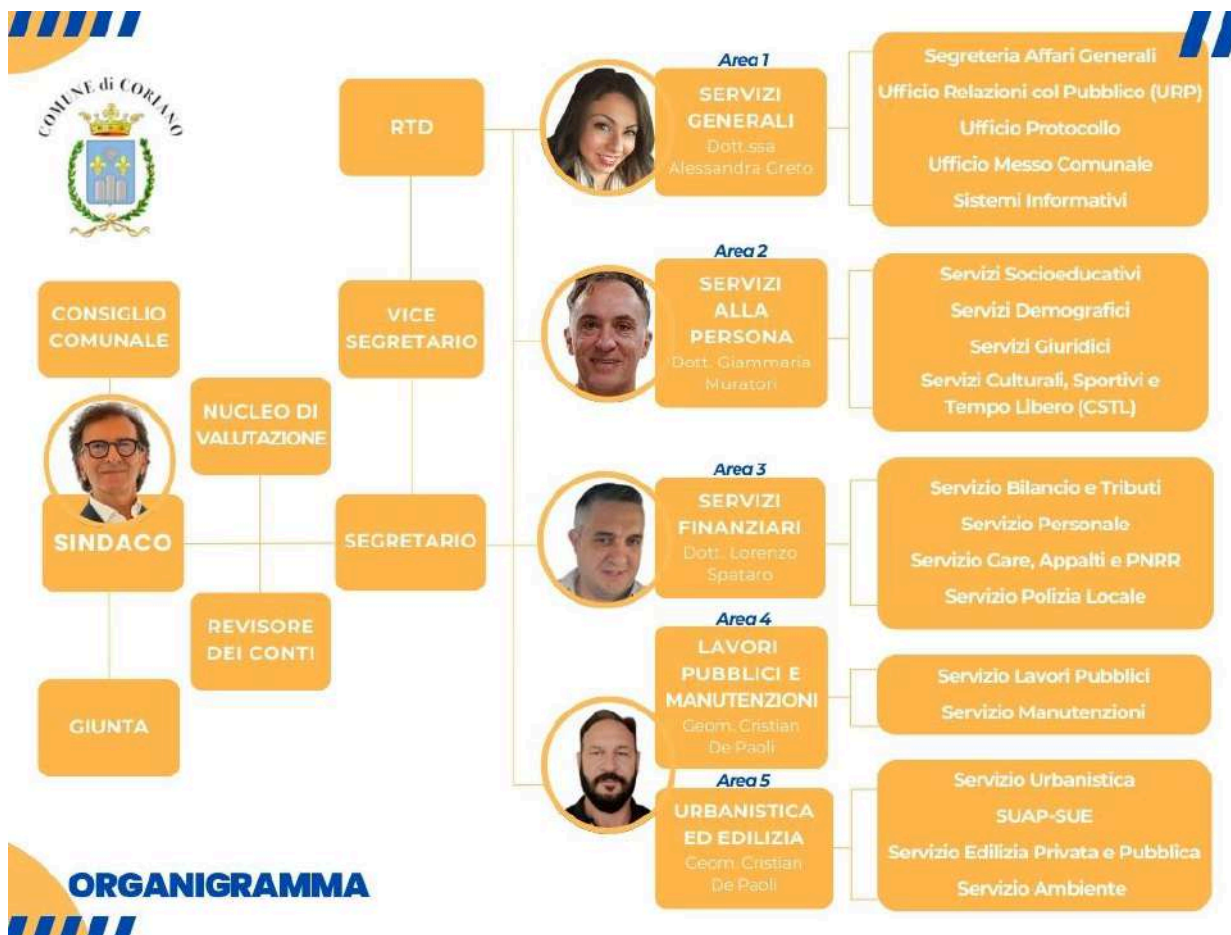 COMUNE di CORIANO
CONSIGLIO
COMUNALE
SINDACO
GIUNTA
NUCLEO DI
VALUTAZIONE
REVISORE
DEI CONTI
RTD
VICE
SEGRETARIO
SEGRETARIO
Area 1
SERVIZI
GENERALI
Dott.ssa
Alessandra Creto
Segreteria Affari Generali
Ufficio Relazioni col Pubblico (URP)
Ufficio Protocollo
Ufficio Messo Comunale
Sistemi Informativi
Area 2
SERVIZI
ALLA
PERSONA
Dott. Giammaria
Muratori
Servizi Socioeducativi
Servizi Demografici
Servizi Giuridici
Servizi Culturali, Sportivi e
Tempo Libero (CSTL)
Area 3
SERVIZI
FINANZIARI
Dott. Lorenzo
Spataro
Servizio Bilancio e Tributi
Servizio Personale
Servizio Gare, Appalti e PNRR
Servizio Polizia Locale
Area 4
LAVORI
PUBBLICI E
MANUTENZIONI
Geom. Cristian
De Paoli
Servizio Lavori Pubblici
Servizio Manutenzioni
Area 5
URBANISTICA
ED EDILIZIA
Geom. Cristian
De Paoli
Servizio Urbanistica
SUAP-SUE
Servizio Edilizia Privata e Pubblica
Servizio Ambiente
ORGANIGRAMMA